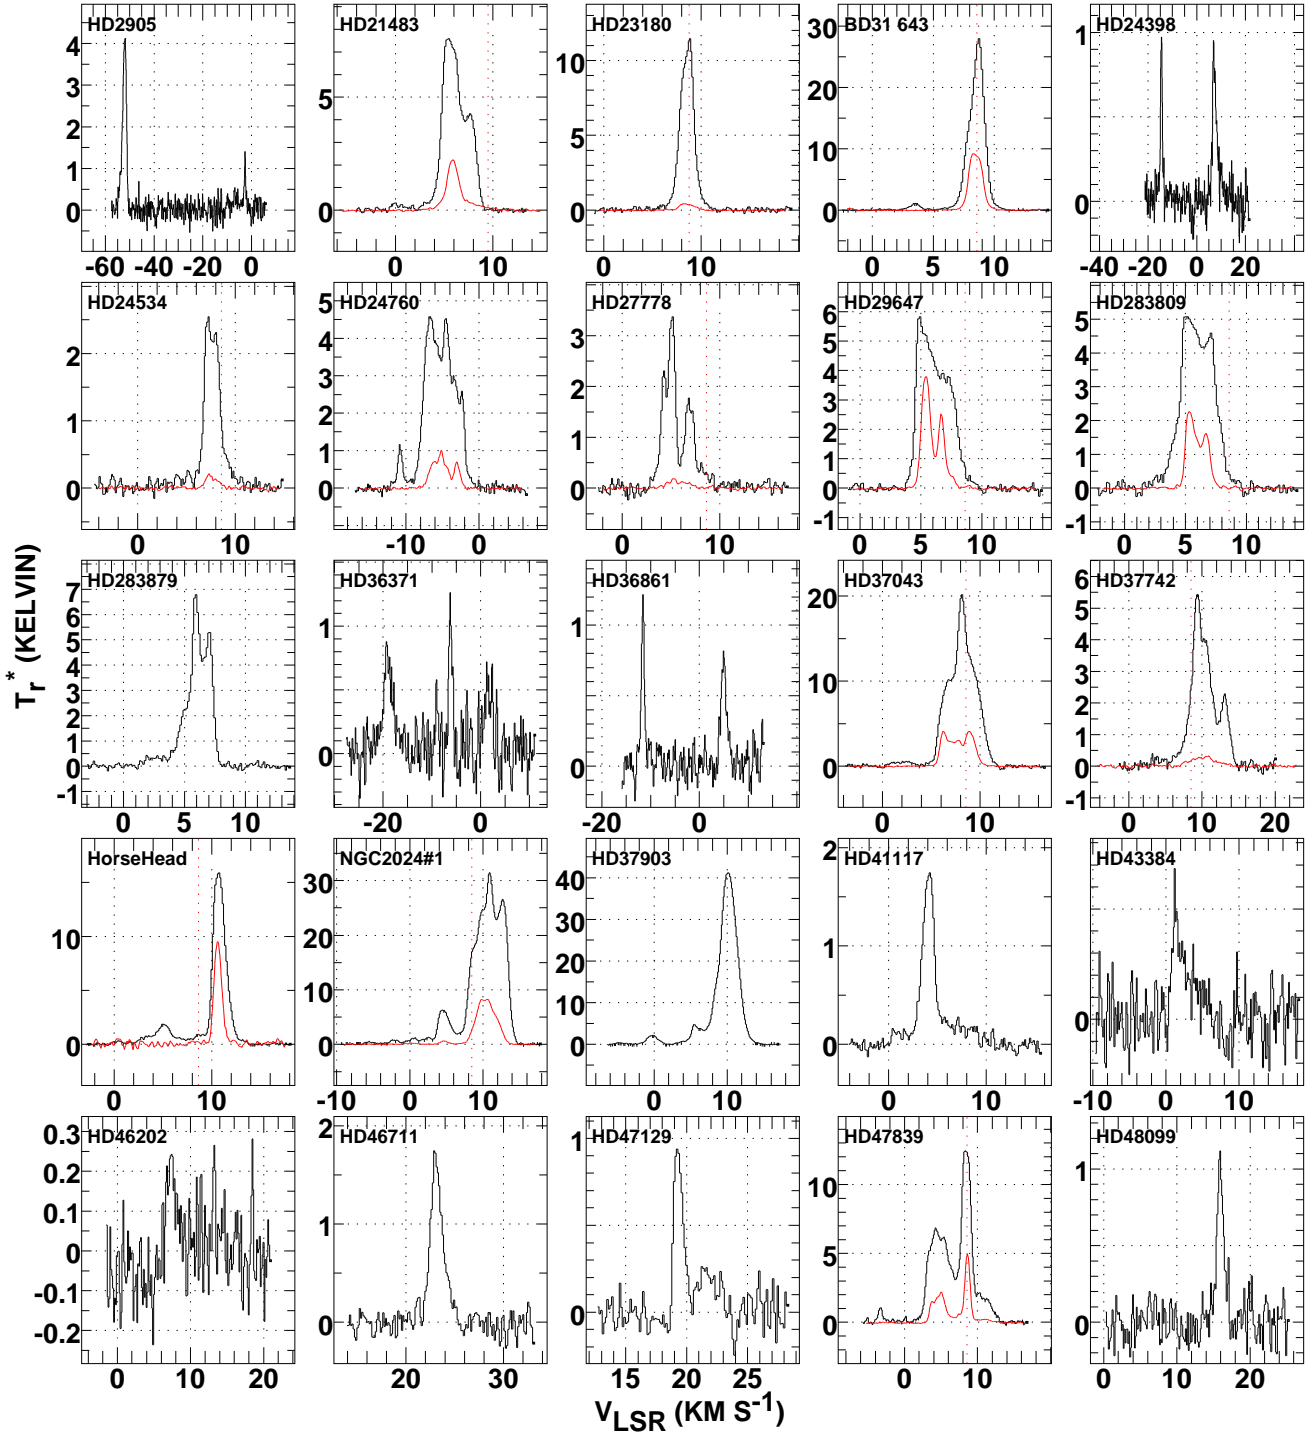 HD2905 HD21483 HD23180 BD31 643 HD24398
4 3 2 1 0
5 0
10 5 0
30 20 10 0
1 0
-60 -40 -20 0
0 10
0 5 10
0 5 10
-40 -20 0 20
HD24534 HD24760 HD27778 HD29647 HD283809
2 1 0
5 4 3 2 1 0
3 2 1 0
6 5 4 3 2 1 0 -1
5 4 3 2 1 0 -1
0 10
-10 0
0 10
0 5 10
0 5 10
T_r^* (KELVIN)
HD283879 HD36371 HD36861 HD37043 HD37742
7 6 5 4 3 2 1 0 -1
1 0
1 0
20 10 0
6 5 4 3 2 1 0 -1
0 5 10
-20 0
-20 -10 0
0 10
0 10 20
HorseHead NGC2024#1 HD37903 HD41117 HD43384
10 0
30 20 10 0
40 30 20 10 0
2 1 0
0
0 10
-10 0 10
0 10
0 10
-10 0 10
HD46202 HD46711 HD47129 HD47839 HD48099
0.3 0.2 0.1 0 -0.1 -0.2
2 1 0
1 0
10 5 0
1 0
0 10 20
20 30
15 20 25
0 10
0 10 20
V_LSR (KM S^-1)